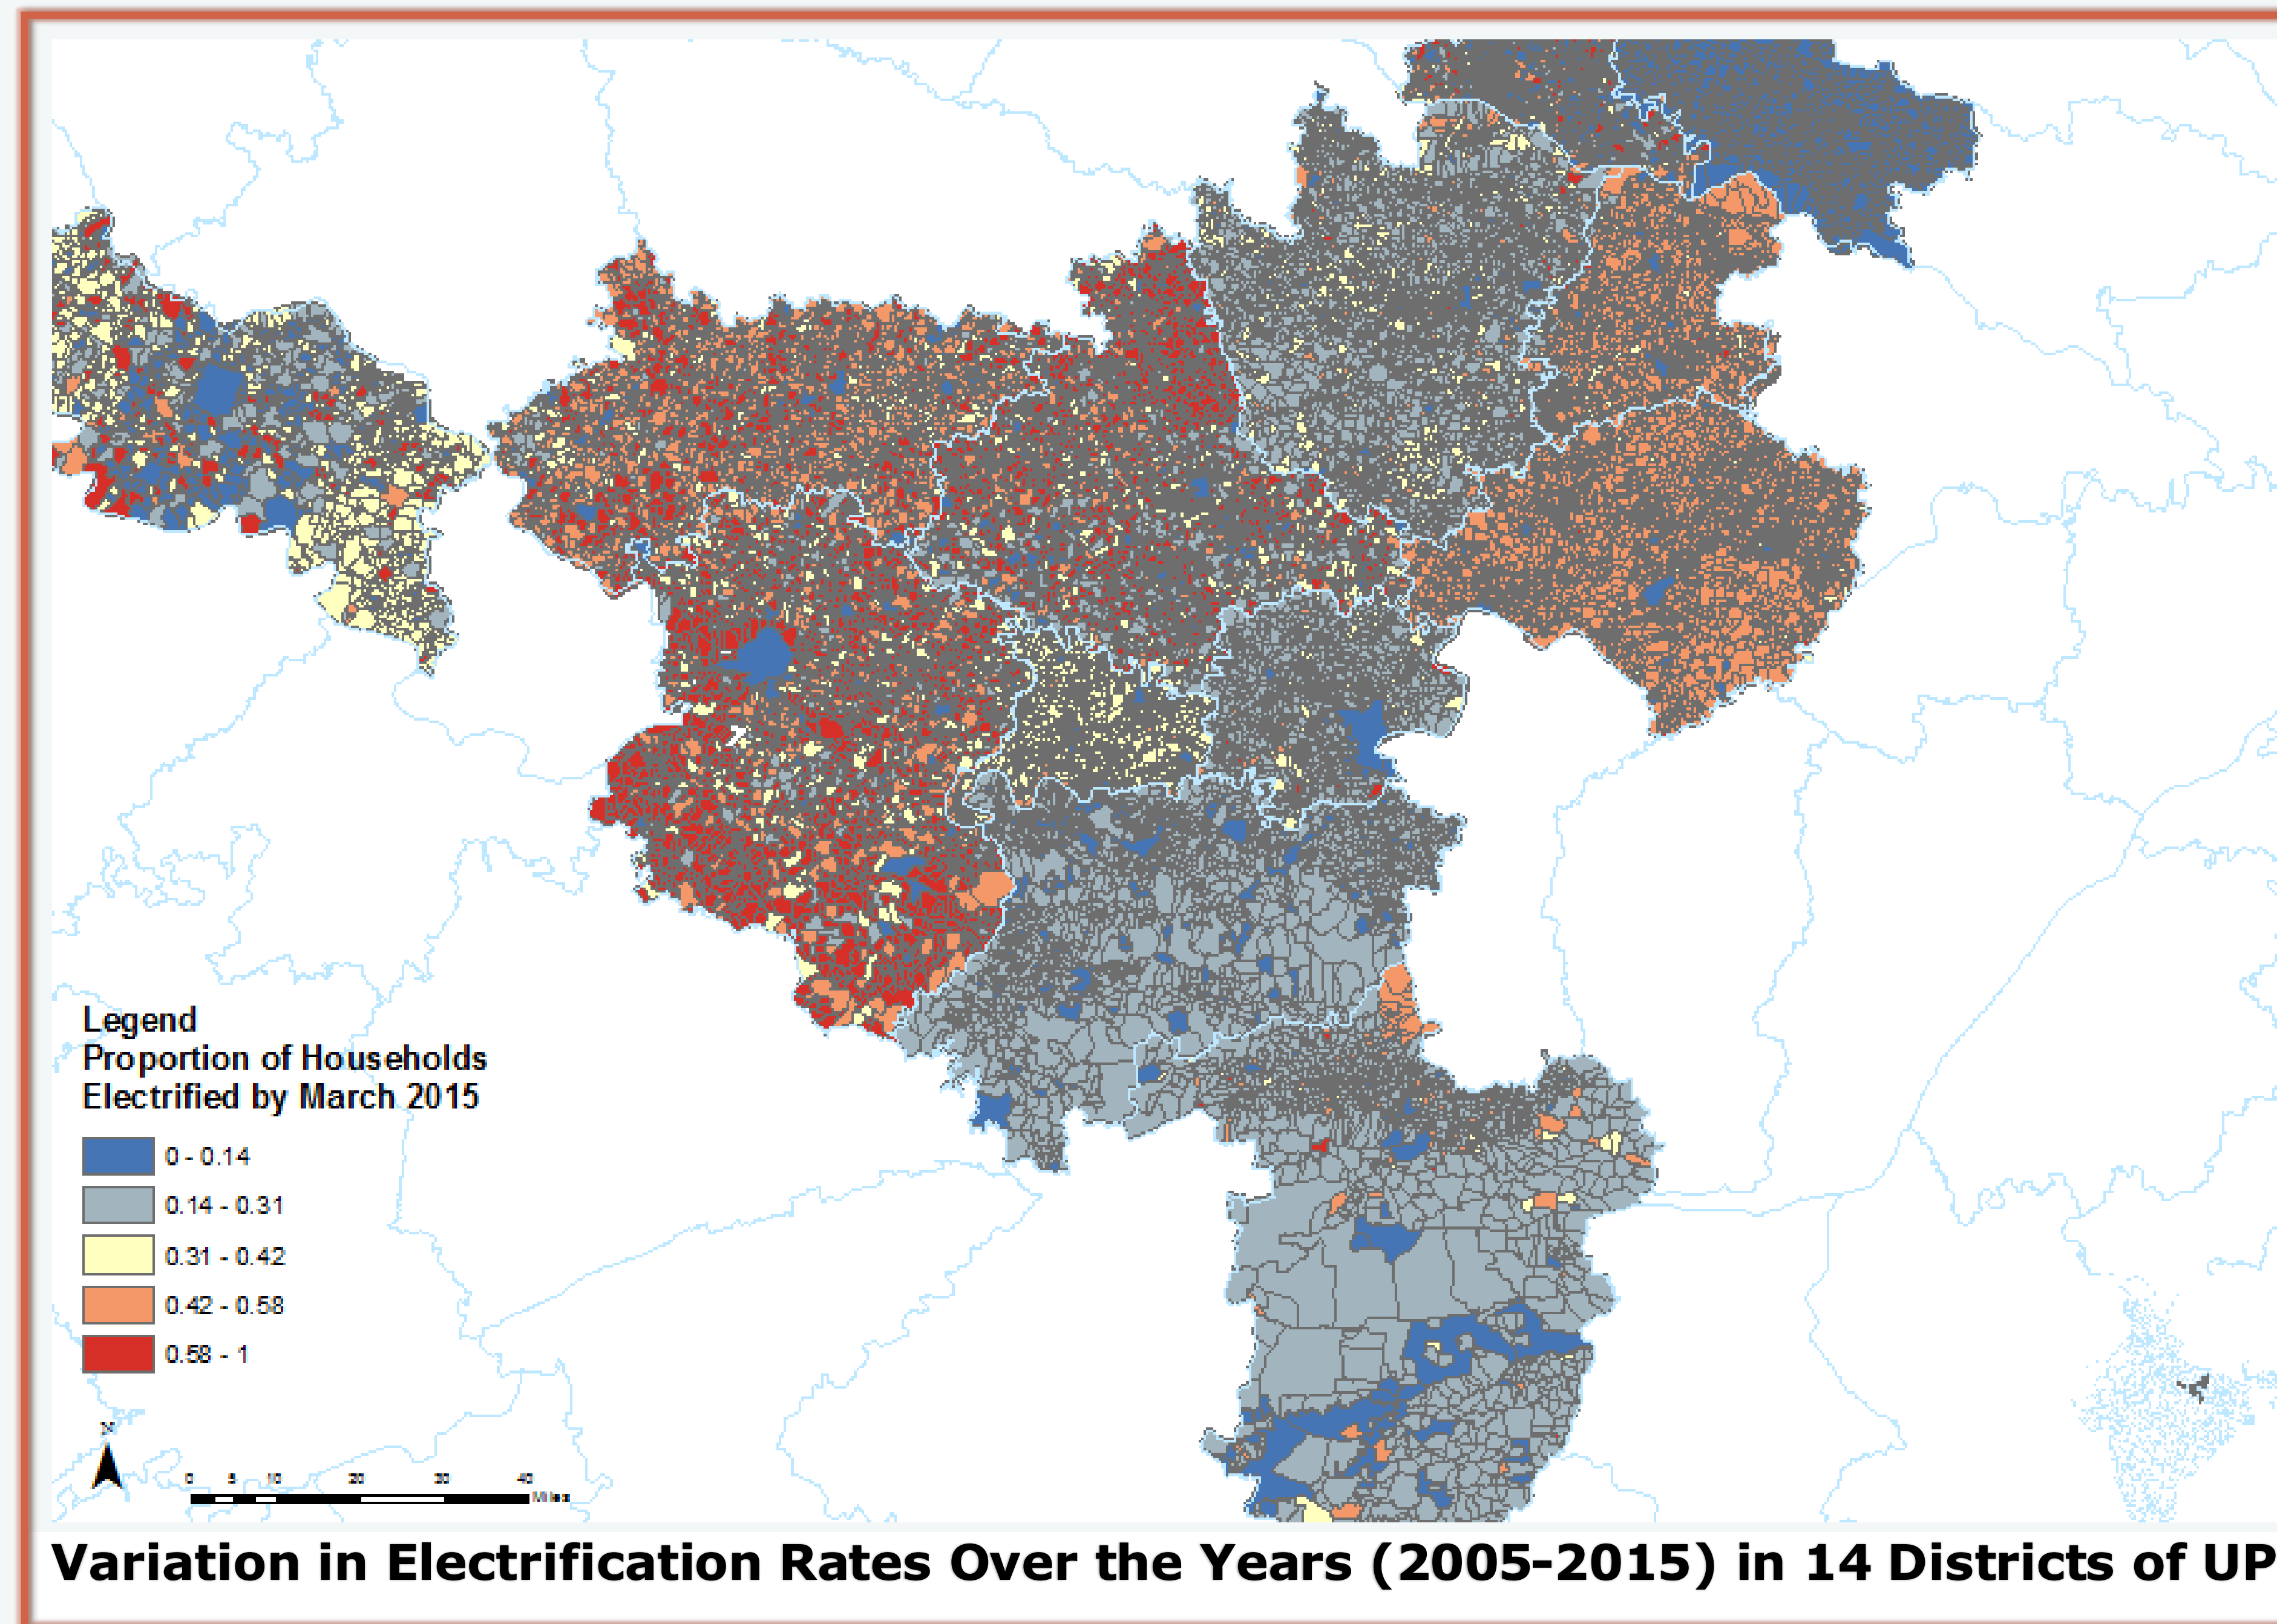 Legend
Proportion of Households
Electrified by March 2015
0 - 0.14
0.14 - 0.31
0.31 - 0.42
0.42 - 0.58
0.58 - 1
N
0 5 10 20 30 40
Miles
Variation in Electrification Rates Over the Years (2005-2015) in 14 Districts of UP